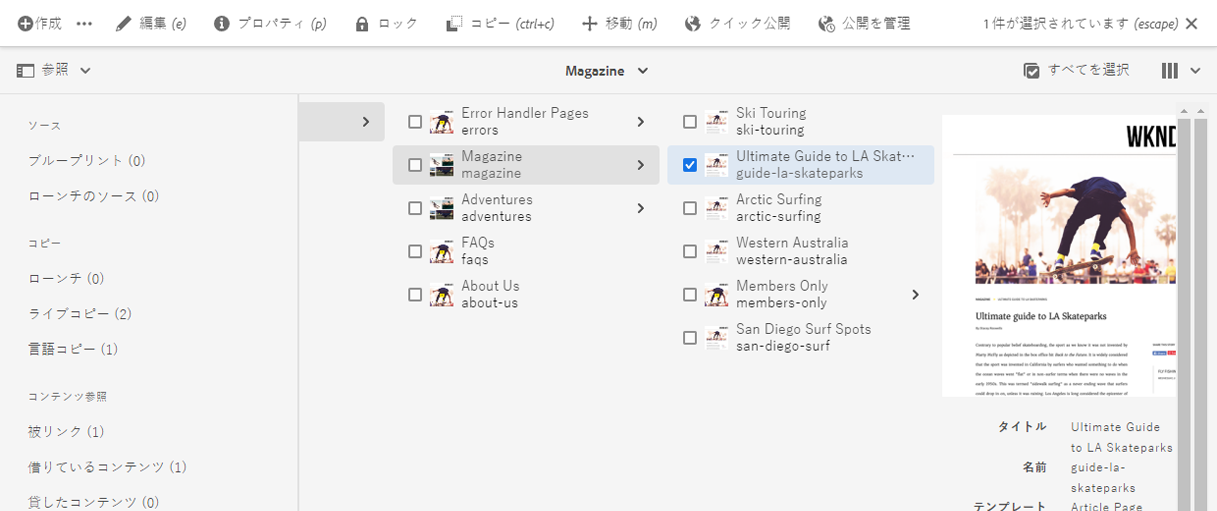 作成 ••• 編集 (e) プロパティ (p) ロック コピー (ctrl+c) 移動 (m) クイック公開 公開を管理 1 件が選択されています (escape)
参照 Magazine すべてを選択
ソース
ブループリント (0)
ローンチのソース (0)
コピー
ローンチ (0)
ライブコピー (2)
言語コピー (1)
コンテンツ参照
被リンク (1)
借りているコンテンツ (1)
貸したコンテンツ (0)
Error Handler Pages
errors
Magazine
magazine
Adventures
adventures
FAQs
faqs
About Us
about-us
Ski Touring
ski-touring
Ultimate Guide to LA Skat···
guide-la-skateparks
Arctic Surfing
arctic-surfing
Western Australia
western-australia
Members Only
members-only
San Diego Surf Spots
san-diego-surf
WKND
Ultimate guide to LA Skateparks
タイトル Ultimate Guide
to LA Skateparks
名前 guide-la-
skateparks
テンプレート Article Page